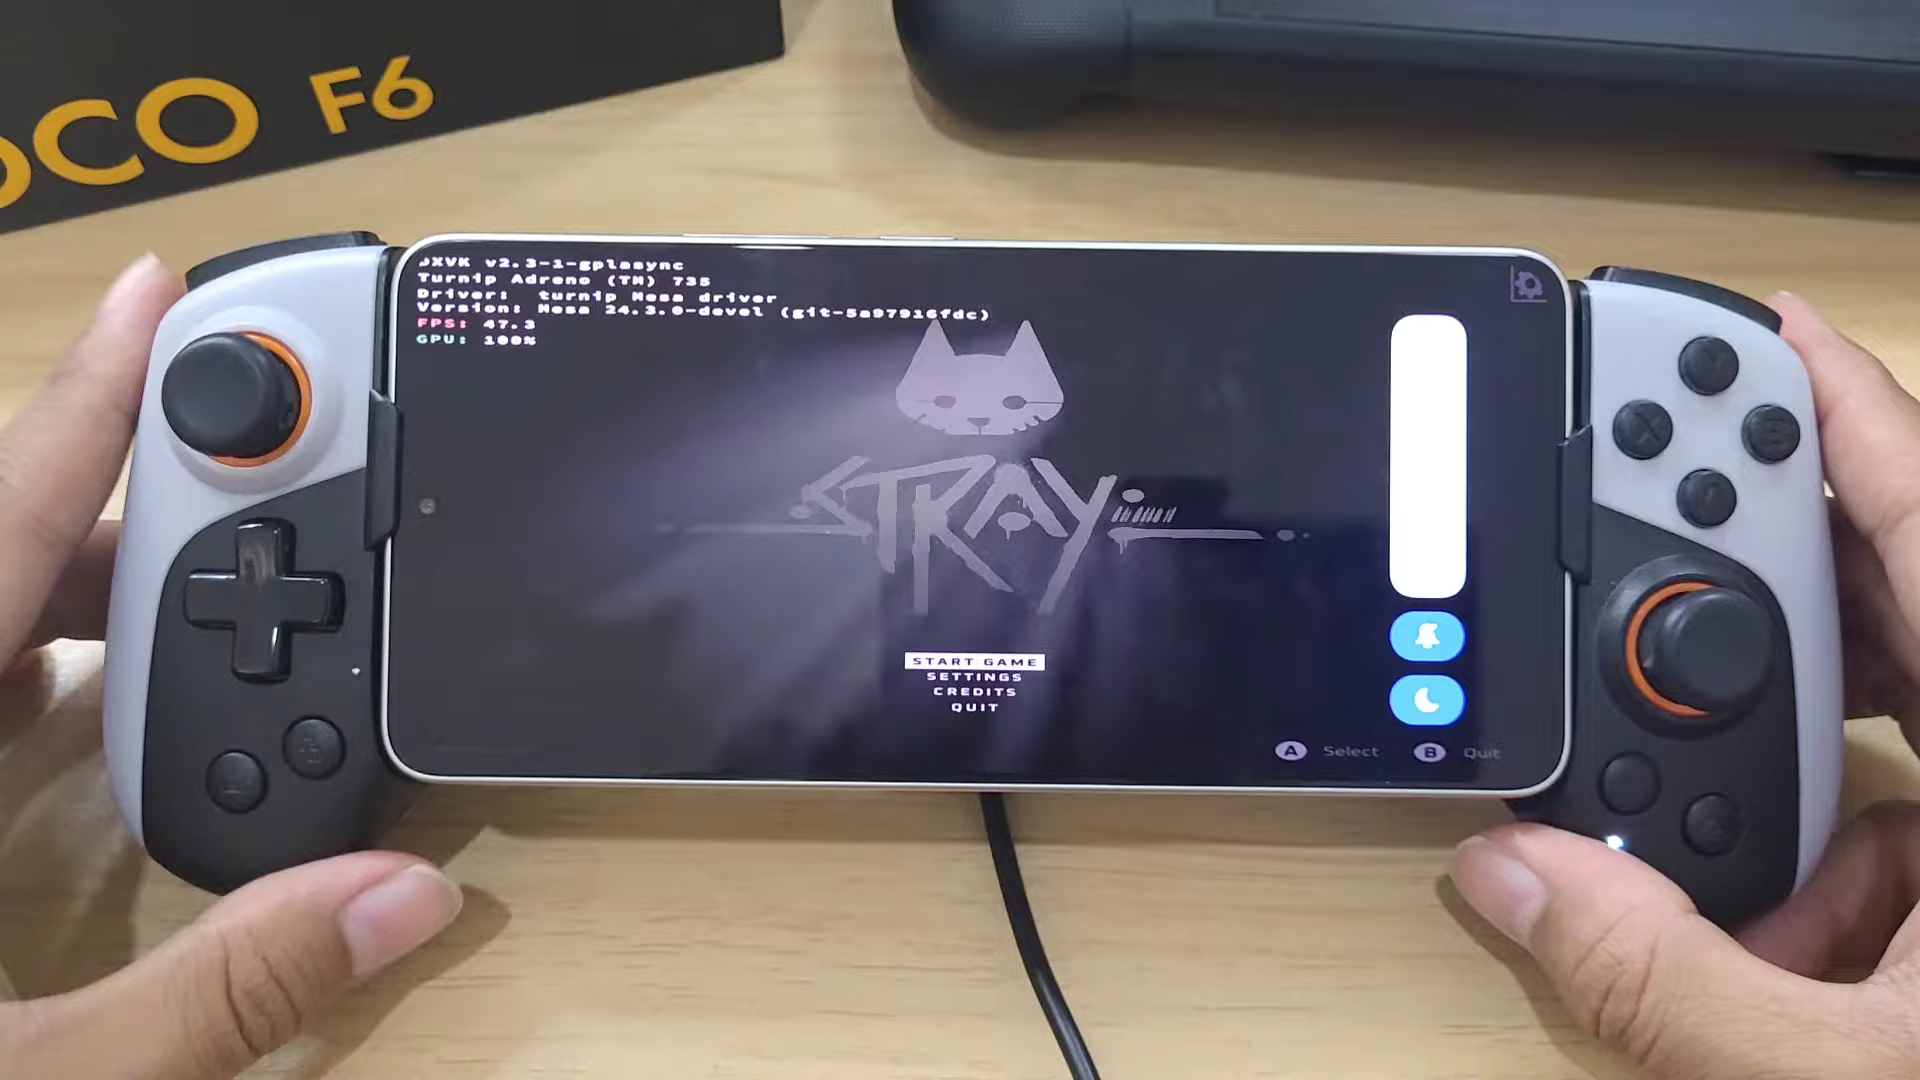 OCO F6
DXVK v2.3-1-gplasync
Turnip Adreno (TM) 735
Driver: turnip Mesa driver
Version: Mesa 24.3.0-devel (git-5a97916fdc)
FPS: 47.3
GPU: 100%
STRAY
START GAME
SETTINGS
CREDITS
QUIT
A Select B Quit
X